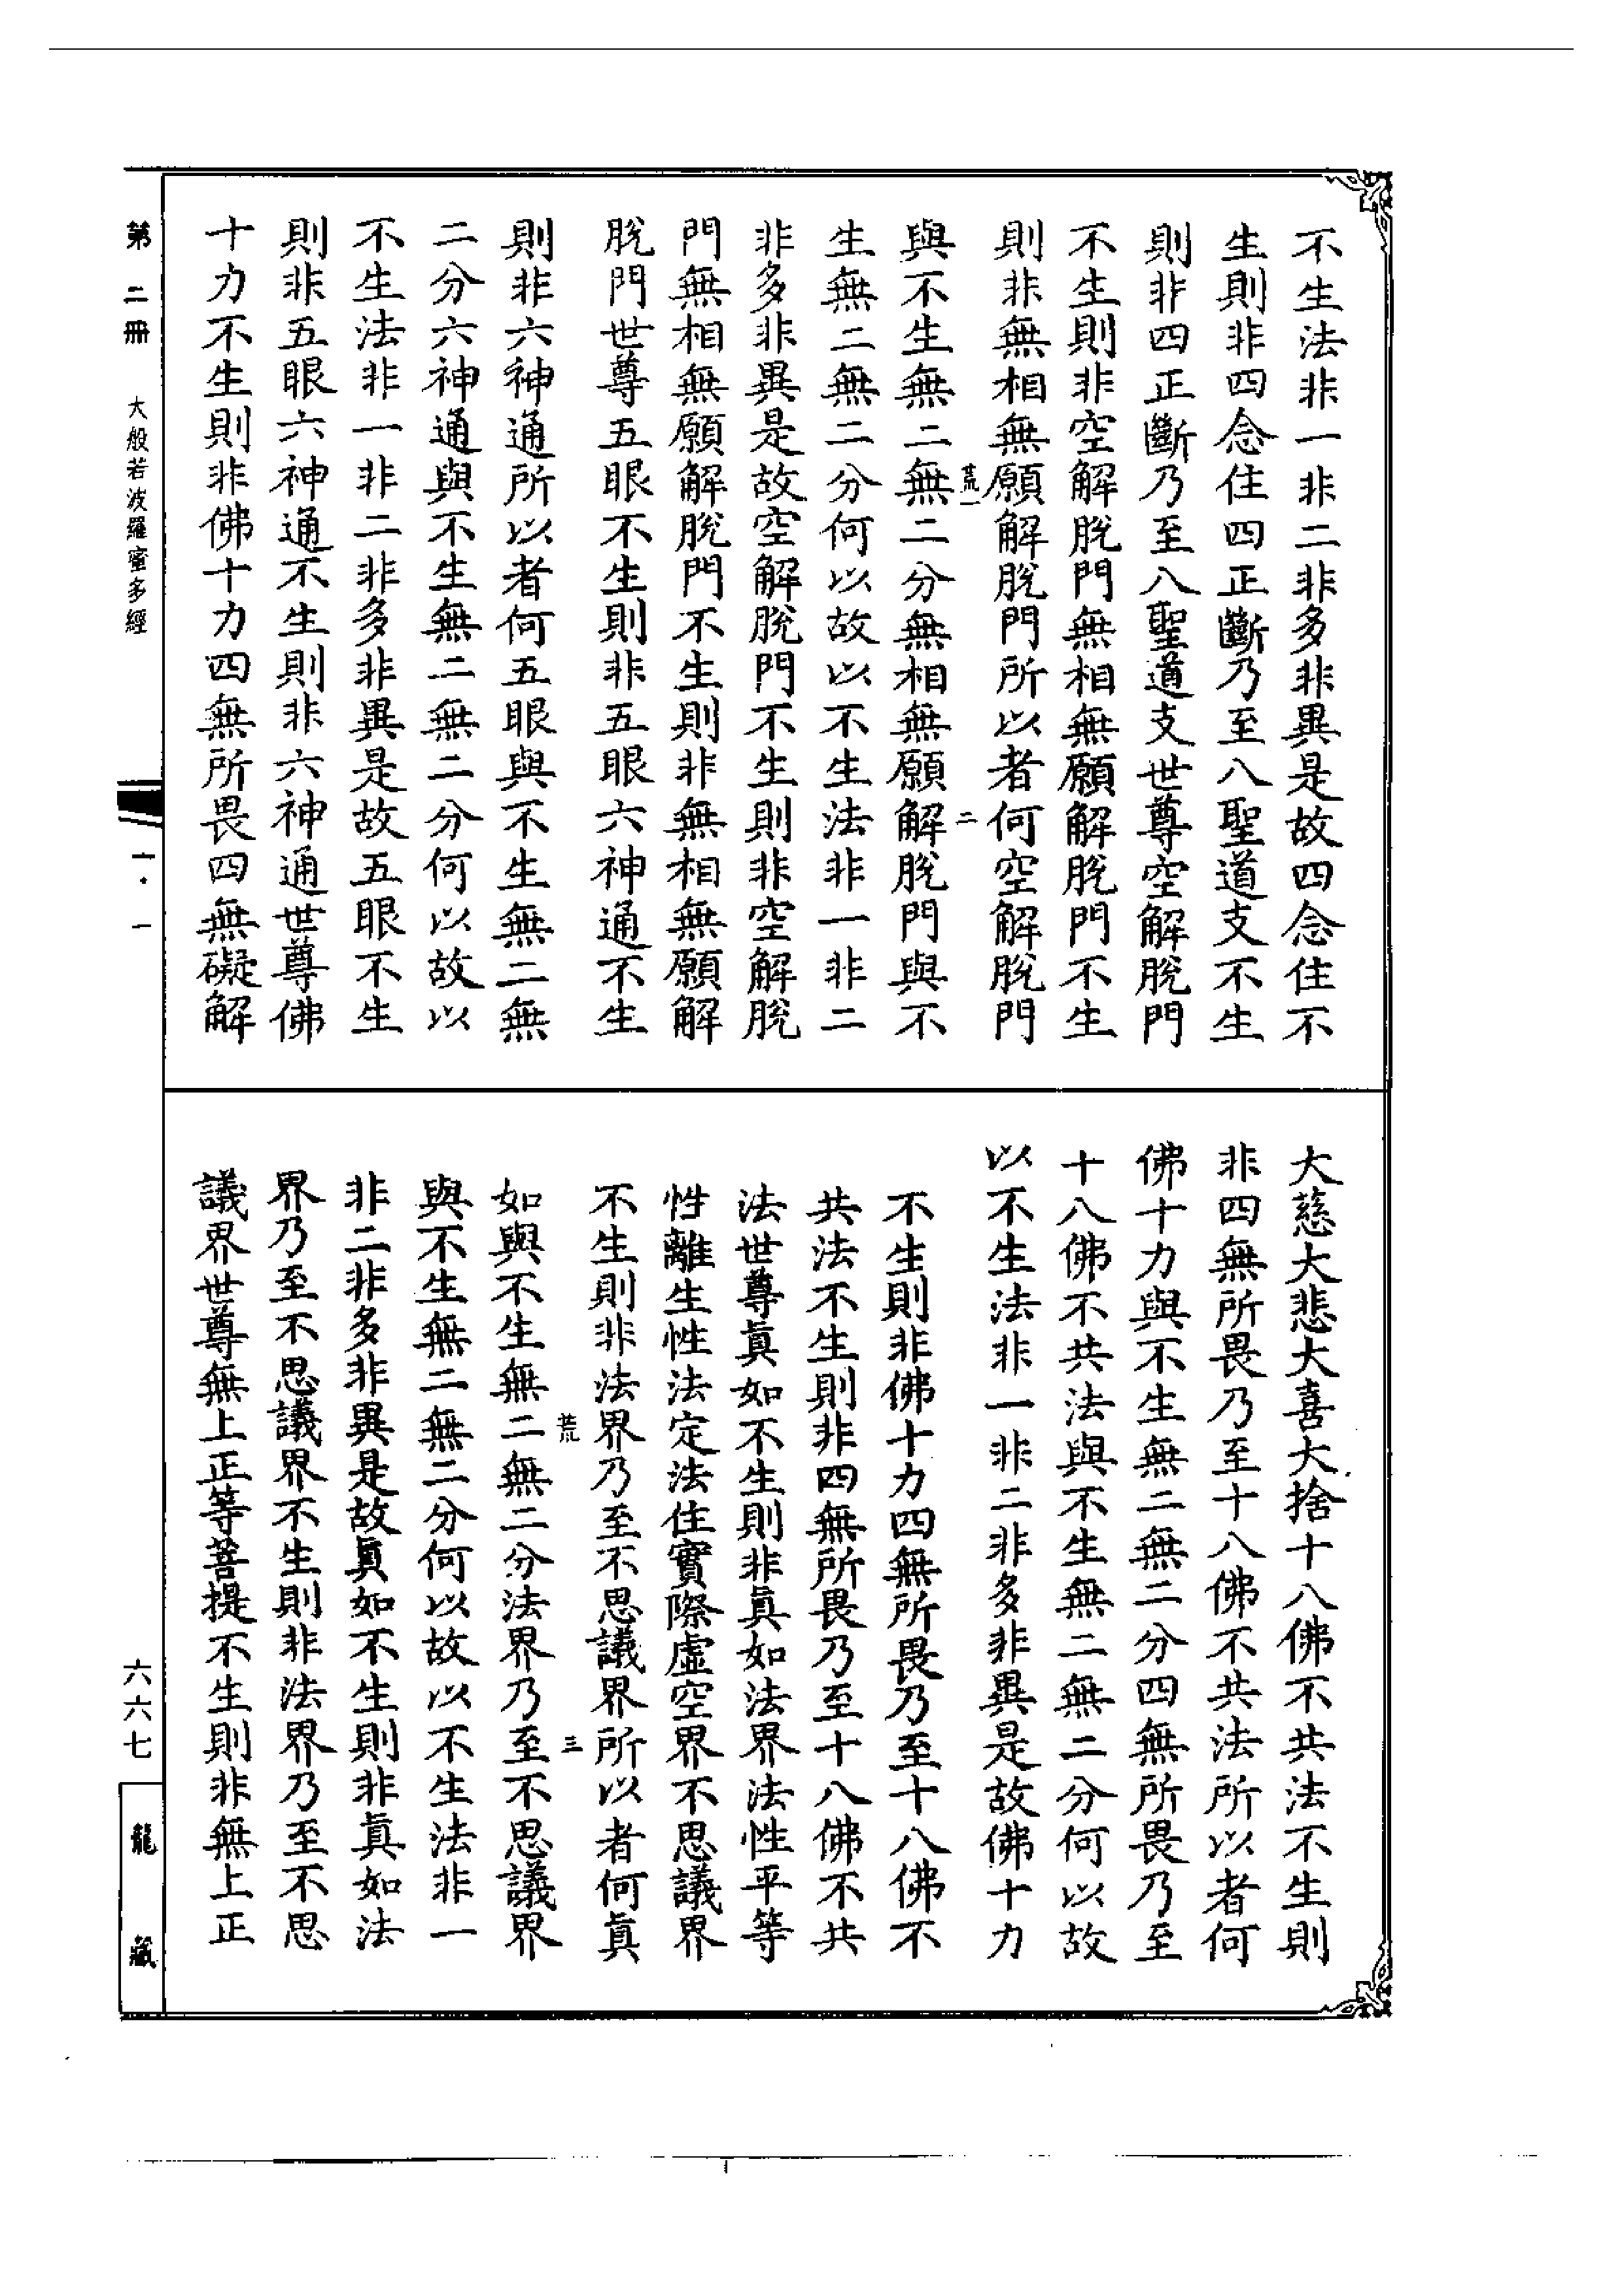 不生法非一非二非多非異是故四念住不
生則非四念住四正斷乃至八聖道支不生
則非四正斷乃至八聖道支世尊空解脫門
不生則非空解脫門無相無願解脫門不生
則非無相無願解脫門所以者何空解脫門
荒一 二
與不生無二無二分無相無願解脫門與不
生無二無二分何以故以不生法非一非二
非多非異是故空解脫門不生則非空解脫
門無相無願解脫門不生則非無相無願解
脫門世尊五眼不生則非五眼六神通不生
則非六神通所以者何五眼與不生無二無
二分六神通與不生無二無二分何以故以
不生法非一非二非多非異是故五眼不生
則非五眼六神通不生則非六神通世尊佛
十力不生則非佛十力四無所畏四無礙解
大慈大悲大喜大捨十八佛不共法不生則
非四無所畏乃至十八佛不共法所以者何
佛十力與不生無二無二分四無所畏乃至
十八佛不共法與不生無二無二分何以故
以不生法非一非二非多非異是故佛十力
不生則非佛十力四無所畏乃至十八佛不
共法不生則非四無所畏乃至十八佛不共
法世尊眞如不生則非眞如法界法性平等
性離生性法定法住實際虛空界不思議界
不生則非法界乃至不思議界所以者何眞
荒 三
如與不生無二無二分法界乃至不思議界
與不生無二無二分何以故以不生法非一
非二非多非異是故眞如不生則非眞如法
界乃至不思議界不生則非法界乃至不思
議界世尊無上正等菩提不生則非無上正
第二冊 大般若波羅蜜多經 一·一 六六七 龍藏